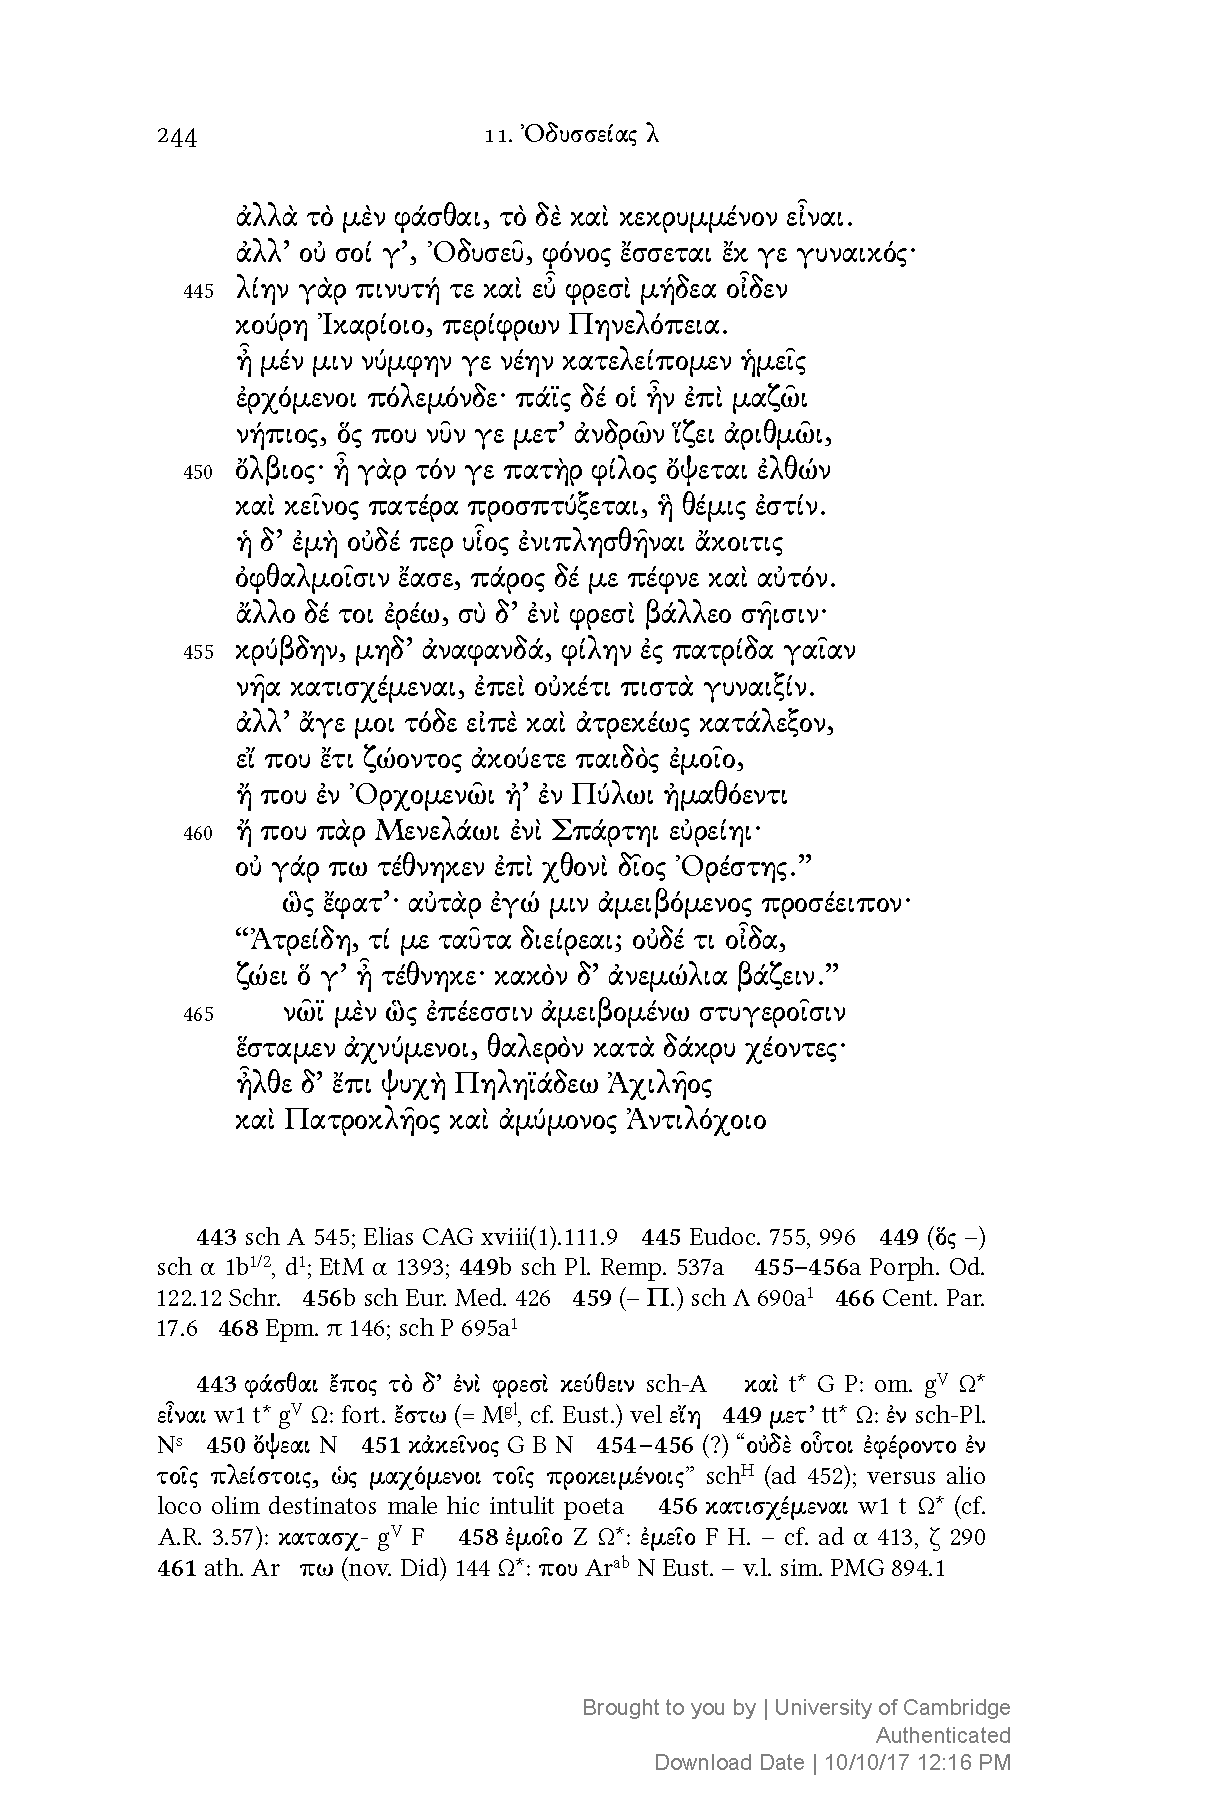 244 11. Ὀδυσσείας λ
ἀλλὰ τὸ μὲν φάσθαι, τὸ δὲ καὶ κεκρυμμένον εἶναι.
ἀλλ’ οὐ σοί γ’, Ὀδυσεῦ, φόνος ἔσσεται ἔκ γε γυναικός·
445 λίην γὰρ πινυτή τε καὶ εὖ φρεσὶ μήδεα οἶδεν
κούρη Ἰκαρίοιο, περίφρων Πηνελόπεια.
ἦ μέν μιν νύμφην γε νέην κατελείπομεν ἡμεῖς
ἐρχόμενοι πόλεμόνδε· πάϊς δέ οἱ ἦν ἐπὶ μαζῶι
νήπιος, ὅς που νῦν γε μετ’ ἀνδρῶν ἵζει ἀριθμῶι,
450 ὄλβιος· ἦ γὰρ τόν γε πατὴρ φίλος ὄψεται ἐλθών
καὶ κεῖνος πατέρα προσπτύξεται, ἣ θέμις ἐστίν.
ἡ δ’ ἐμὴ οὐδέ περ υἷος ἐνιπλησθῆναι ἄκοιτις
ὀφθαλμοῖσιν ἔασε, πάρος δέ με πέφνε καὶ αὐτόν.
ἄλλο δέ τοι ἐρέω, σὺ δ’ ἐνὶ φρεσὶ βάλλεο σῆισιν·
455 κρύβδην, μηδ’ ἀναφανδά, φίλην ἐς πατρίδα γαῖαν
νῆα κατισχέμεναι, ἐπεὶ οὐκέτι πιστὰ γυναιξίν.
ἀλλ’ ἄγε μοι τόδε εἰπὲ καὶ ἀτρεκέως κατάλεξον,
εἴ που ἔτι ζώοντος ἀκούετε παιδὸς ἐμοῖο,
ἤ που ἐν Ὀρχομενῶι ἠ’ ἐν Πύλωι ἠμαθόεντι
460 ἤ που πὰρ Μενελάωι ἐνὶ Σπάρτηι εὐρείηι·
οὐ γάρ πω τέθνηκεν ἐπὶ χθονὶ δῖος Ὀρέστης.”
ὣς ἔφατ’· αὐτὰρ ἐγώ μιν ἀμειβόμενος προσέειπον·
“Ἀτρείδη, τί με ταῦτα διείρεαι; οὐδέ τι οἶδα,
ζώει ὅ γ’ ἦ τέθνηκε· κακὸν δ’ ἀνεμώλια βάζειν.”
465 νῶϊ μὲν ὣς ἐπέεσσιν ἀμειβομένω στυγεροῖσιν
ἕσταμεν ἀχνύμενοι, θαλερὸν κατὰ δάκρυ χέοντες·
ἦλθε δ’ ἔπι ψυχὴ Πηληϊάδεω Ἀχιλῆος
καὶ Πατροκλῆος καὶ ἀμύμονος Ἀντιλόχοιο
443 sch A 545; Elias CAG xviii(1).111.9 445 Eudoc. 755, 996 449 (ὅς –)
sch α 1b1/2, d1; EtM α 1393; 449b sch Pl. Remp. 537a 455–456a Porph. Od.
122.12 Schr. 456b sch Eur. Med. 426 459 (– Π.) sch Λ 690a1 466 Cent. Par.
17.6 468 Epm. π 146; sch P 695a1
443 φάσθαι ἔπος τὸ δ’ ἐνὶ φρεσὶ κεύθειν sch-A καὶ t* G P: om. gV Ω*
εἶναι w1 t* gV Ω: fort. ἔστω (= Mgl, cf. Eust.) vel εἴη 449 μετ’ tt* Ω: ἐν sch-Pl.
Ns 450 ὄψεαι N 451 κἀκεῖνος G B N 454–456 (?) “οὐδὲ οὗτοι ἐφέροντο ἐν
τοῖς πλείστοις, ὡς μαχόμενοι τοῖς προκειμένοις” schH (ad 452); versus alio
loco olim destinatos male hic intulit poeta 456 κατισχέμεναι w1 t Ω* (cf.
A.R. 3.57): κατασχ- gV F 458 ἐμοῖο Z Ω*: ἐμεῖο F H. – cf. ad α 413, ζ 290
461 ath. Ar πω (nov. Did) 144 Ω*: που Arab N Eust. – v.l. sim. PMG 894.1
Brought to you by | University of Cambridge
Authenticated
Download Date | 10/10/17 12:16 PM